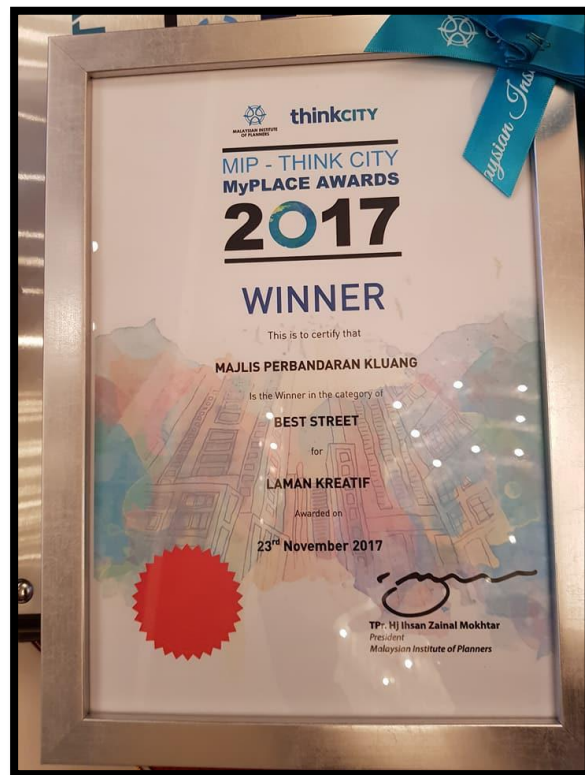 MALAYSIAN INSTITUTE
OF PLANNERS
thinkCITY
MIP - THINK CITY
MyPLACE AWARDS
2017
WINNER
This is to certify that
MAJLIS PERBANDARAN KLUANG
Is the Winner in the category of
BEST STREET
for
LAMAN KREATIF
Awarded on
23rd November 2017
TPr. Hj Ihsan Zainal Mokhtar
President
Malaysian Institute of Planners